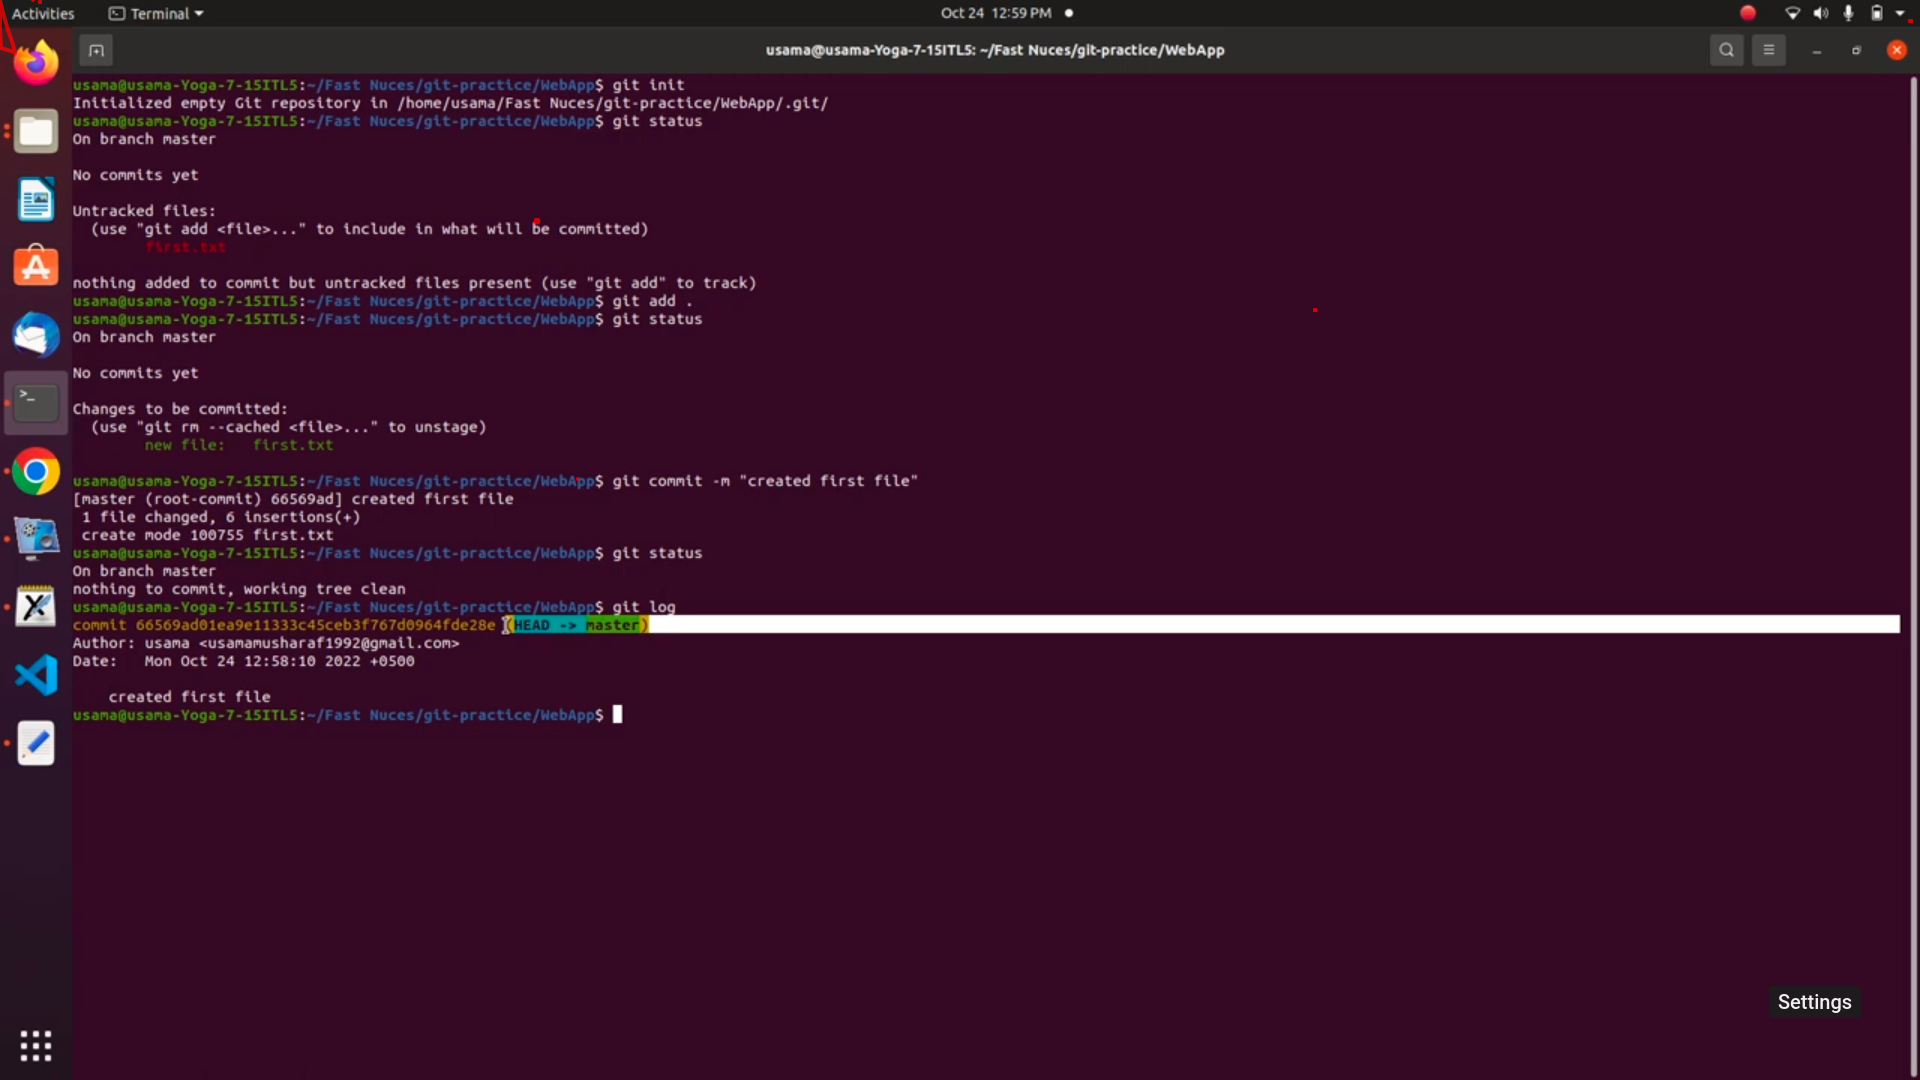 Activities
Terminal
Oct 24 12:59 PM
usama@usama-Yoga-7-15ITL5: ~/Fast Nuces/git-practice/WebApp
usama@usama-Yoga-7-15ITL5:~/Fast Nuces/git-practice/WebApp$ git init
Initialized empty Git repository in /home/usama/Fast Nuces/git-practice/WebApp/.git/
usama@usama-Yoga-7-15ITL5:~/Fast Nuces/git-practice/WebApp$ git status
On branch master
No commits yet
Untracked files:
(use "git add <file>..." to include in what will be committed)
first.txt
nothing added to commit but untracked files present (use "git add" to track)
usama@usama-Yoga-7-15ITL5:~/Fast Nuces/git-practice/WebApp$ git add .
usama@usama-Yoga-7-15ITL5:~/Fast Nuces/git-practice/WebApp$ git status
On branch master
No commits yet
Changes to be committed:
(use "git rm --cached <file>..." to unstage)
new file:   first.txt
usama@usama-Yoga-7-15ITL5:~/Fast Nuces/git-practice/WebApp$ git commit -m "created first file"
[master (root-commit) 66569ad] created first file
1 file changed, 6 insertions(+)
create mode 100755 first.txt
usama@usama-Yoga-7-15ITL5:~/Fast Nuces/git-practice/WebApp$ git status
On branch master
nothing to commit, working tree clean
usama@usama-Yoga-7-15ITL5:~/Fast Nuces/git-practice/WebApp$ git log
commit 66569ad01ea9e11333c45ceb3f767d0964fde28e (HEAD -> master)
Author: usama <usamamusharaf1992@gmail.com>
Date:   Mon Oct 24 12:58:10 2022 +0500
created first file
usama@usama-Yoga-7-15ITL5:~/Fast Nuces/git-practice/WebApp$
Settings